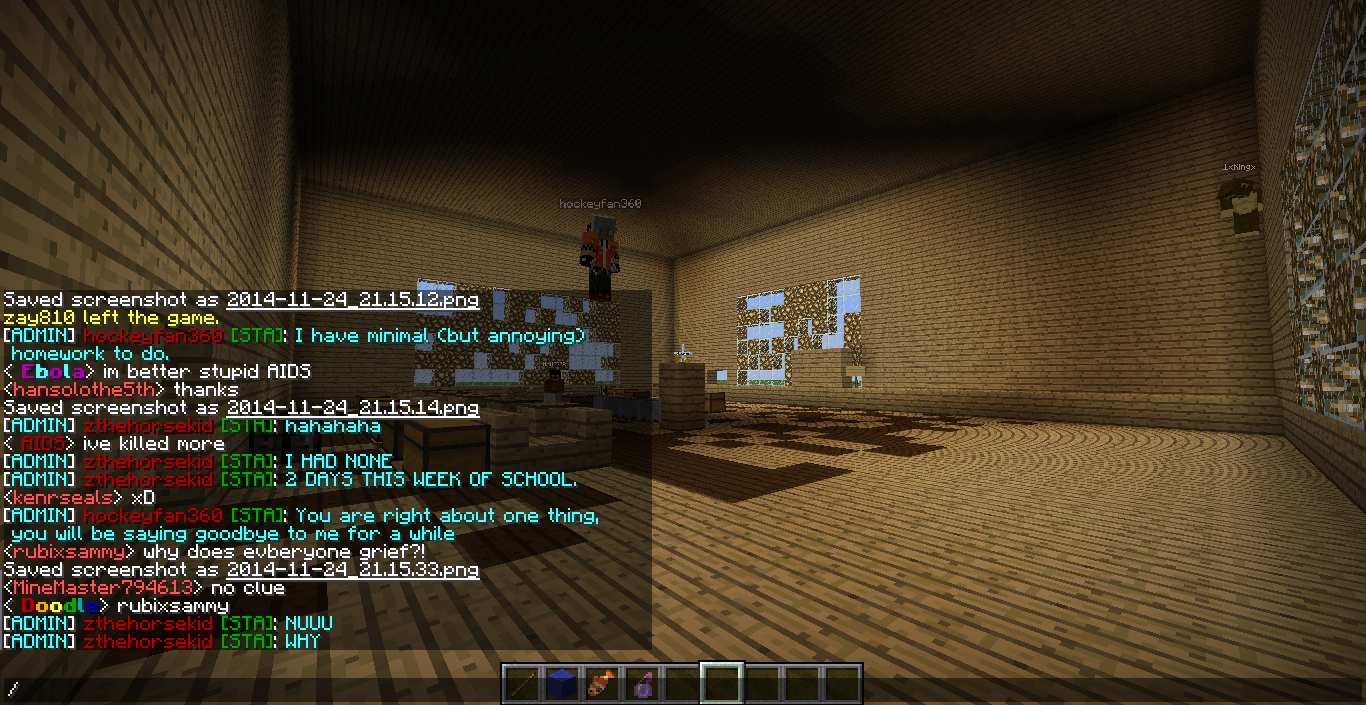 lxKingx
hockeyfan360
Saved screenshot as 2014-11-24_21.15.12.png
zay810 left the game.
[ADMIN] hockeyfan360 [STA]: I have minimal (but annoying)
homework to do.
< Ebola> im better stupid AIDS
<hansolothe5th> thanks
Saved screenshot as 2014-11-24_21.15.14.png
[ADMIN] zthehorsekid [STA]: hahahaha
< AIDS> ive killed more
[ADMIN] zthehorsekid [STA]: I HAD NONE
[ADMIN] zthehorsekid [STA]: 2 DAYS THIS WEEK OF SCHOOL.
<kenrseals> xD
[ADMIN] hockeyfan360 [STA]: You are right about one thing,
you will be saying goodbye to me for a while
<rubixsammy> why does evberyone grief?!
Saved screenshot as 2014-11-24_21.15.33.png
<MineMaster794613> no clue
< Doodle> rubixsammy
[ADMIN] zthehorsekid [STA]: NUUU
[ADMIN] zthehorsekid [STA]: WHY
/